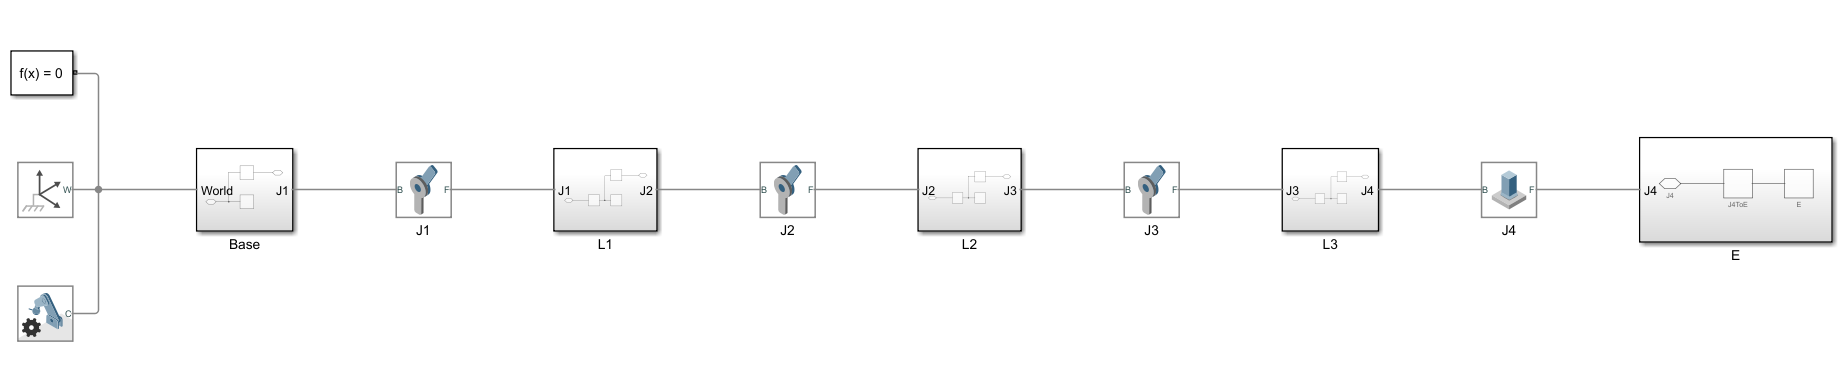 f(x) = 0
W
C
World
J1
Base
B
F
J1
J1
J2
L1
B
F
J2
J2
J3
L2
B
F
J3
J3
J4
L3
B
F
J4
J4
J4
J4ToE
E
E